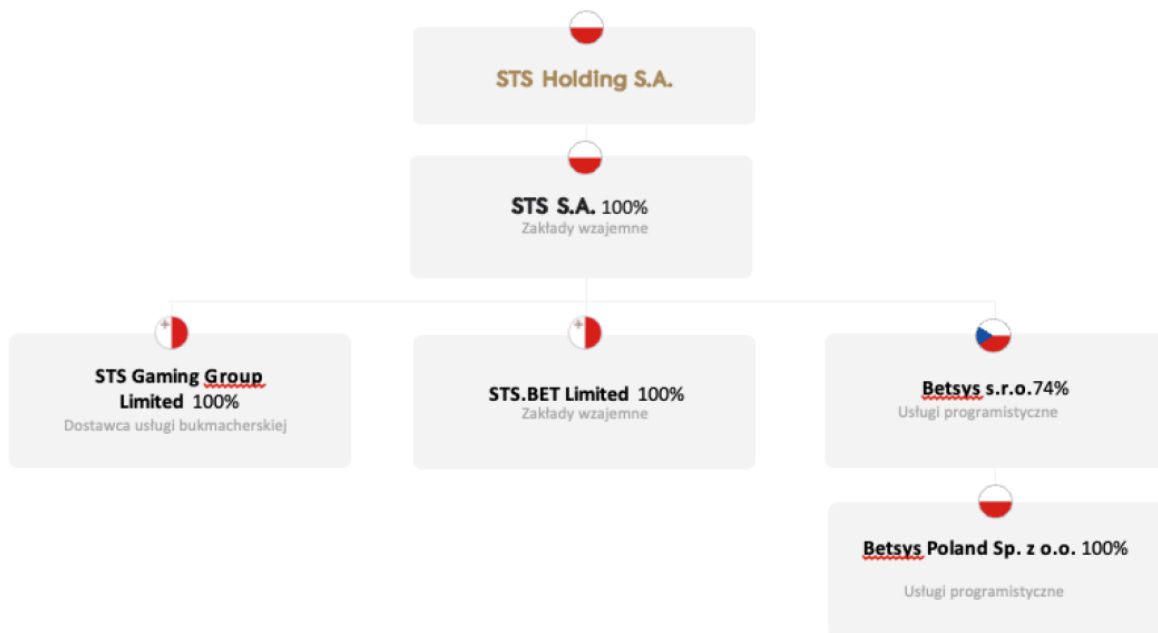 STS Holding S.A.
STS S.A. 100%
Zakłady wzajemne
STS Gaming Group
Limited 100%
Dostawca usługi bukmacherskiej
STS.BET Limited 100%
Zakłady wzajemne
Betsys s.r.o.74%
Usługi programistyczne
Betsys Poland Sp. z o.o. 100%
Usługi programistyczne